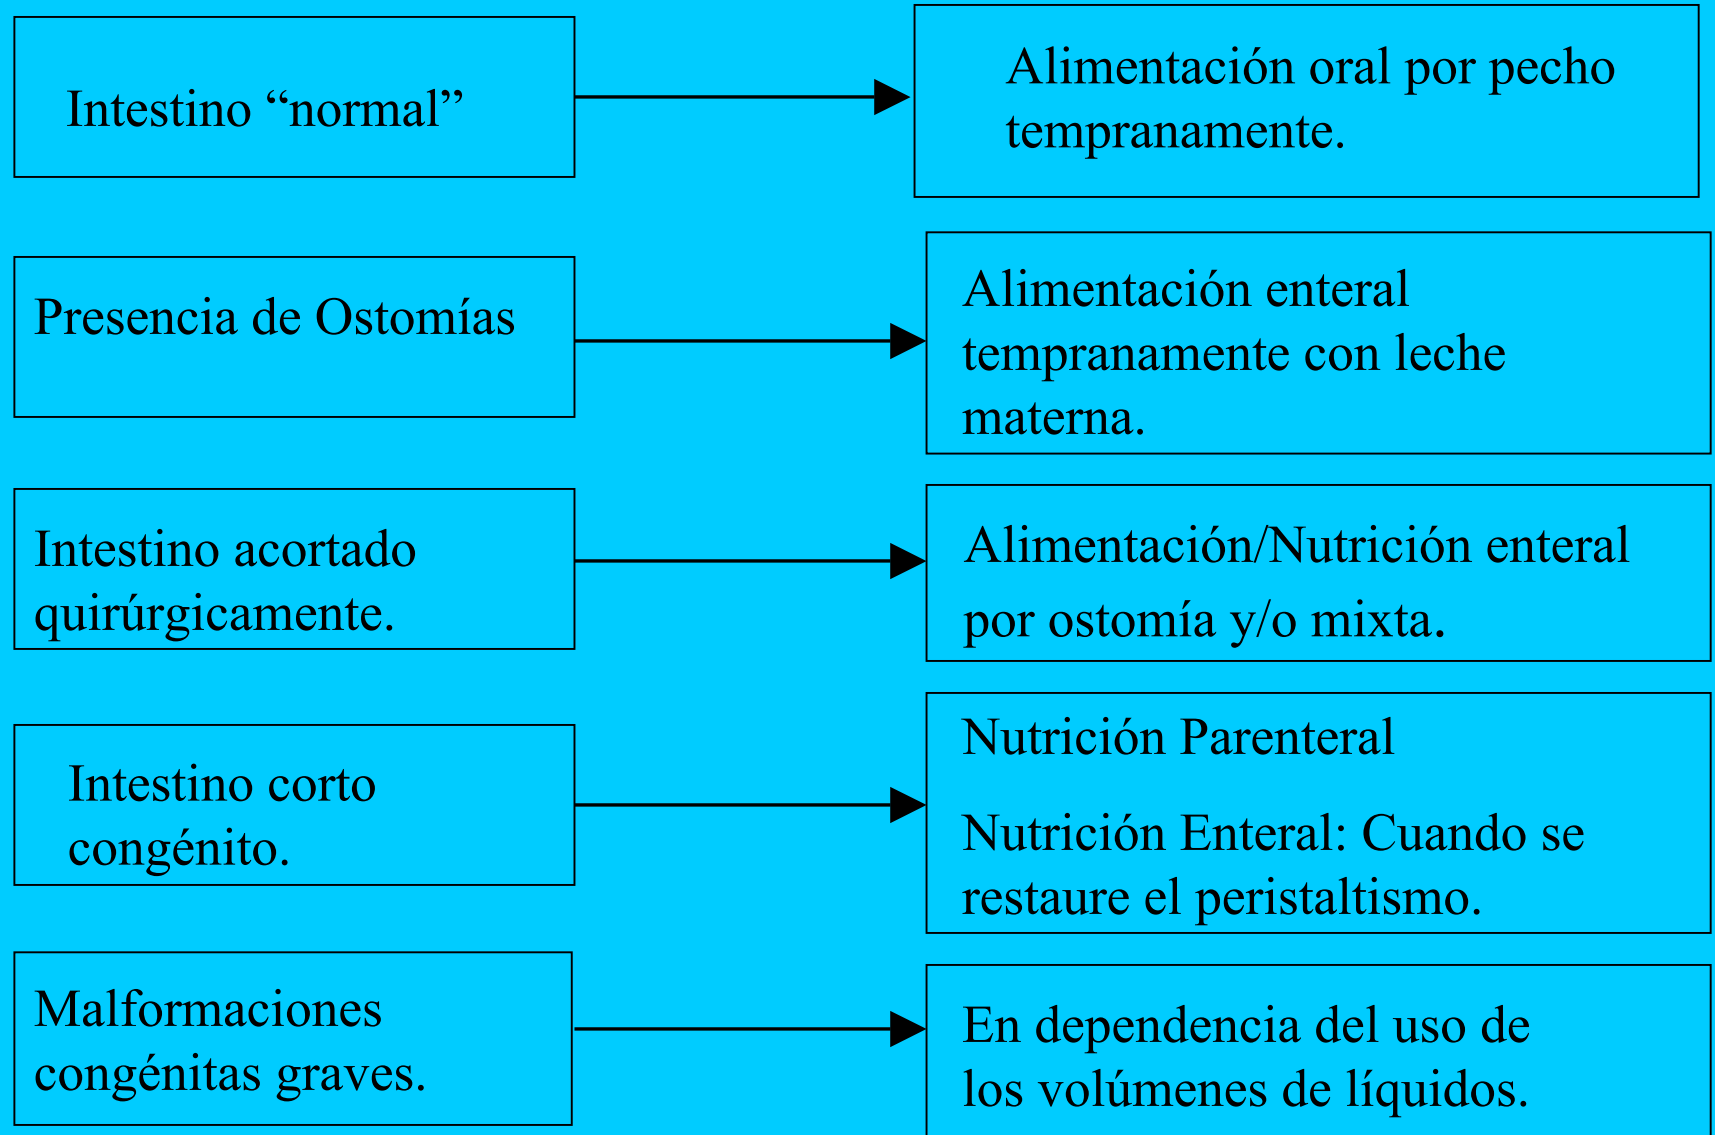 Intestino “normal”
Alimentación oral por pecho
tempranamente.
Presencia de Ostomías
Alimentación enteral
tempranamente con leche
materna.
Intestino acortado
quirúrgicamente.
Alimentación/Nutrición enteral
por ostomía y/o mixta.
Intestino corto
congénito.
Nutrición Parenteral
Nutrición Enteral: Cuando se
restaure el peristaltismo.
Malformaciones
congénitas graves.
En dependencia del uso de
los volúmenes de líquidos.